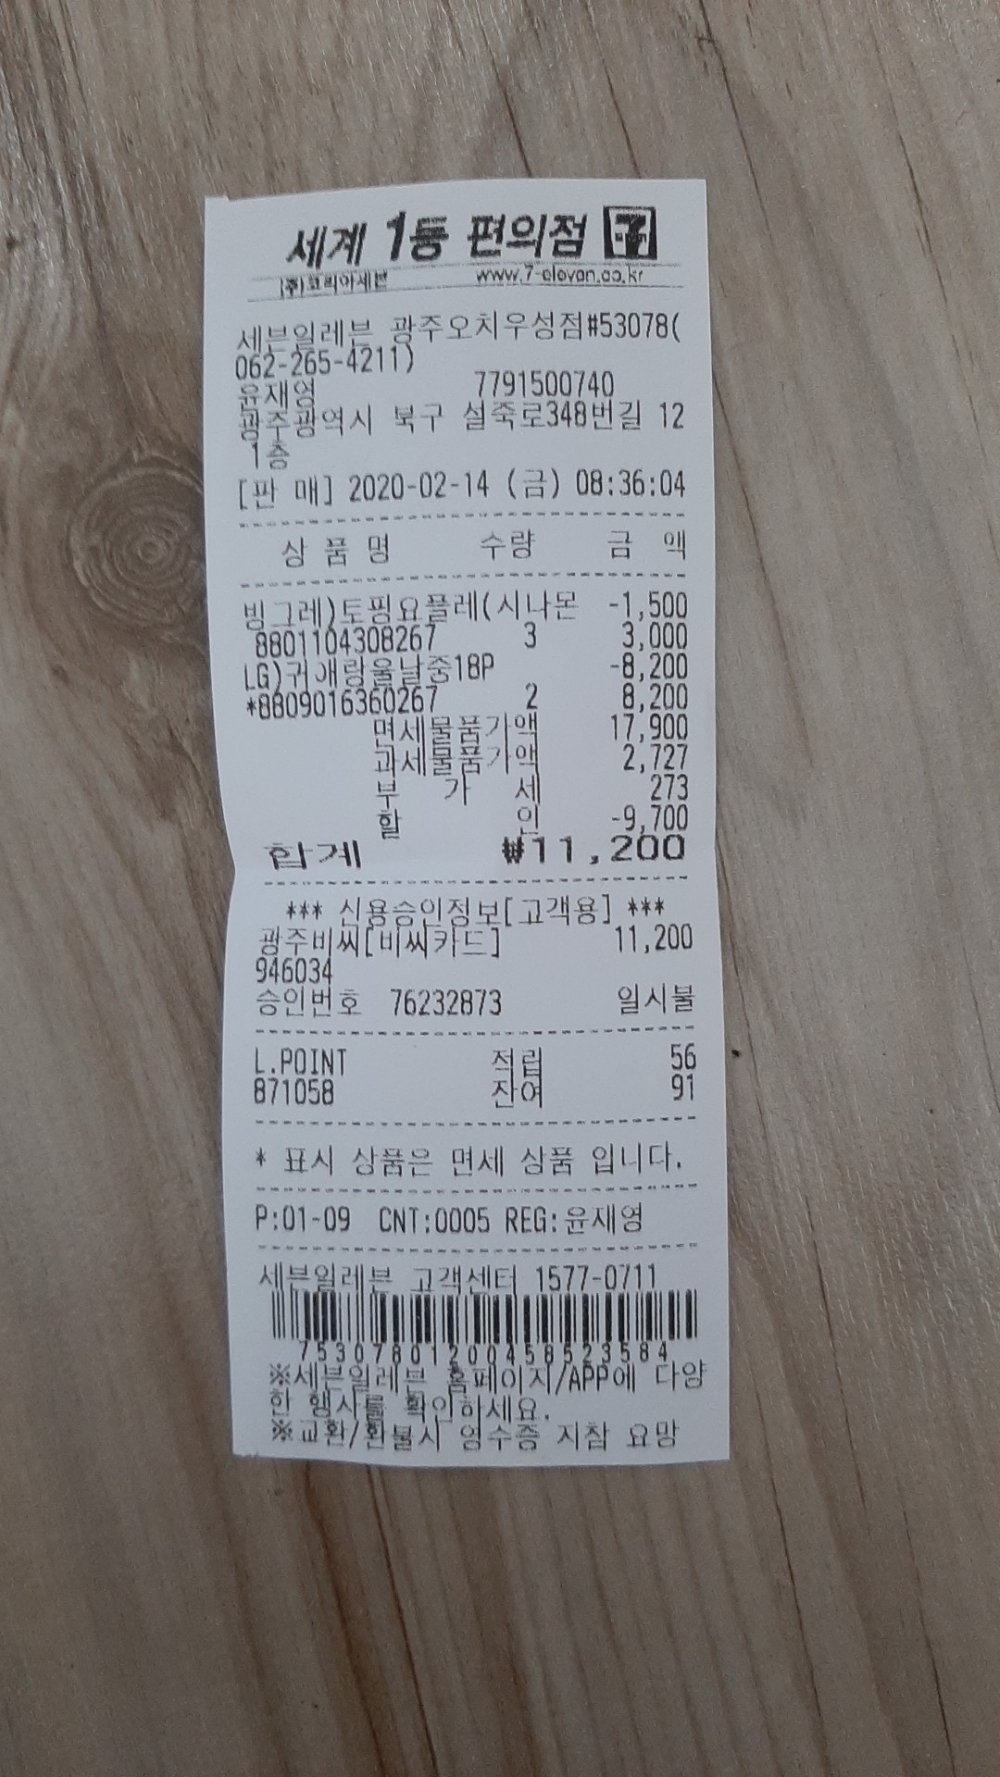 세계 1등 편의점 7
(주)코리아세븐 www.7-eleven.co.kr
세븐일레븐 광주오치우성점#53078(
062-265-4211)
윤재영 7791500740
광주광역시 북구 설죽로348번길 12
1층
[판 매] 2020-02-14 (금) 08:36:04
상 품 명 수량 금 액
빙그레)토핑요플레(시나몬 -1,500
8801104308267 3 3,000
LG)귀애랑울날중18P -8,200
*8809016360267 2 8,200
면세물품가액 17,900
과세물품가액 2,727
부 가 세 273
할 인 -9,700
합계 ₩11,200
*** 신용승인정보[고객용] ***
광주비씨[비씨카드] 11,200
946034
승인번호 76232873 일시불
L.POINT 적립 56
871058 잔여 91
* 표시 상품은 면세 상품 입니다.
P:01-09 CNT:0005 REG:윤재영
세븐일레븐 고객센터 1577-0711
75307801200458523584
※세븐일레븐 홈페이지/APP에 다양
한 행사를 확인하세요.
※교환/환불시 영수증 지참 요망